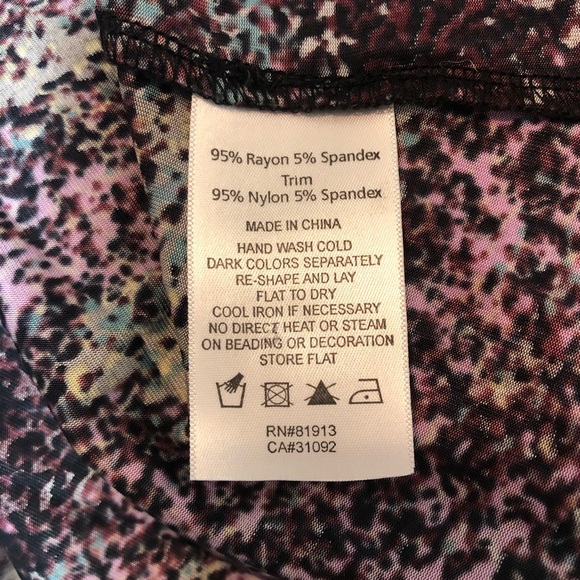 95% Rayon 5% Spandex
Trim
95% Nylon 5% Spandex
MADE IN CHINA
HAND WASH COLD
DARK COLORS SEPARATELY
RE-SHAPE AND LAY
FLAT TO DRY
COOL IRON IF NECESSARY
NO DIRECT HEAT OR STEAM
ON BEADING OR DECORATION
STORE FLAT
RN#81913
CA#31092